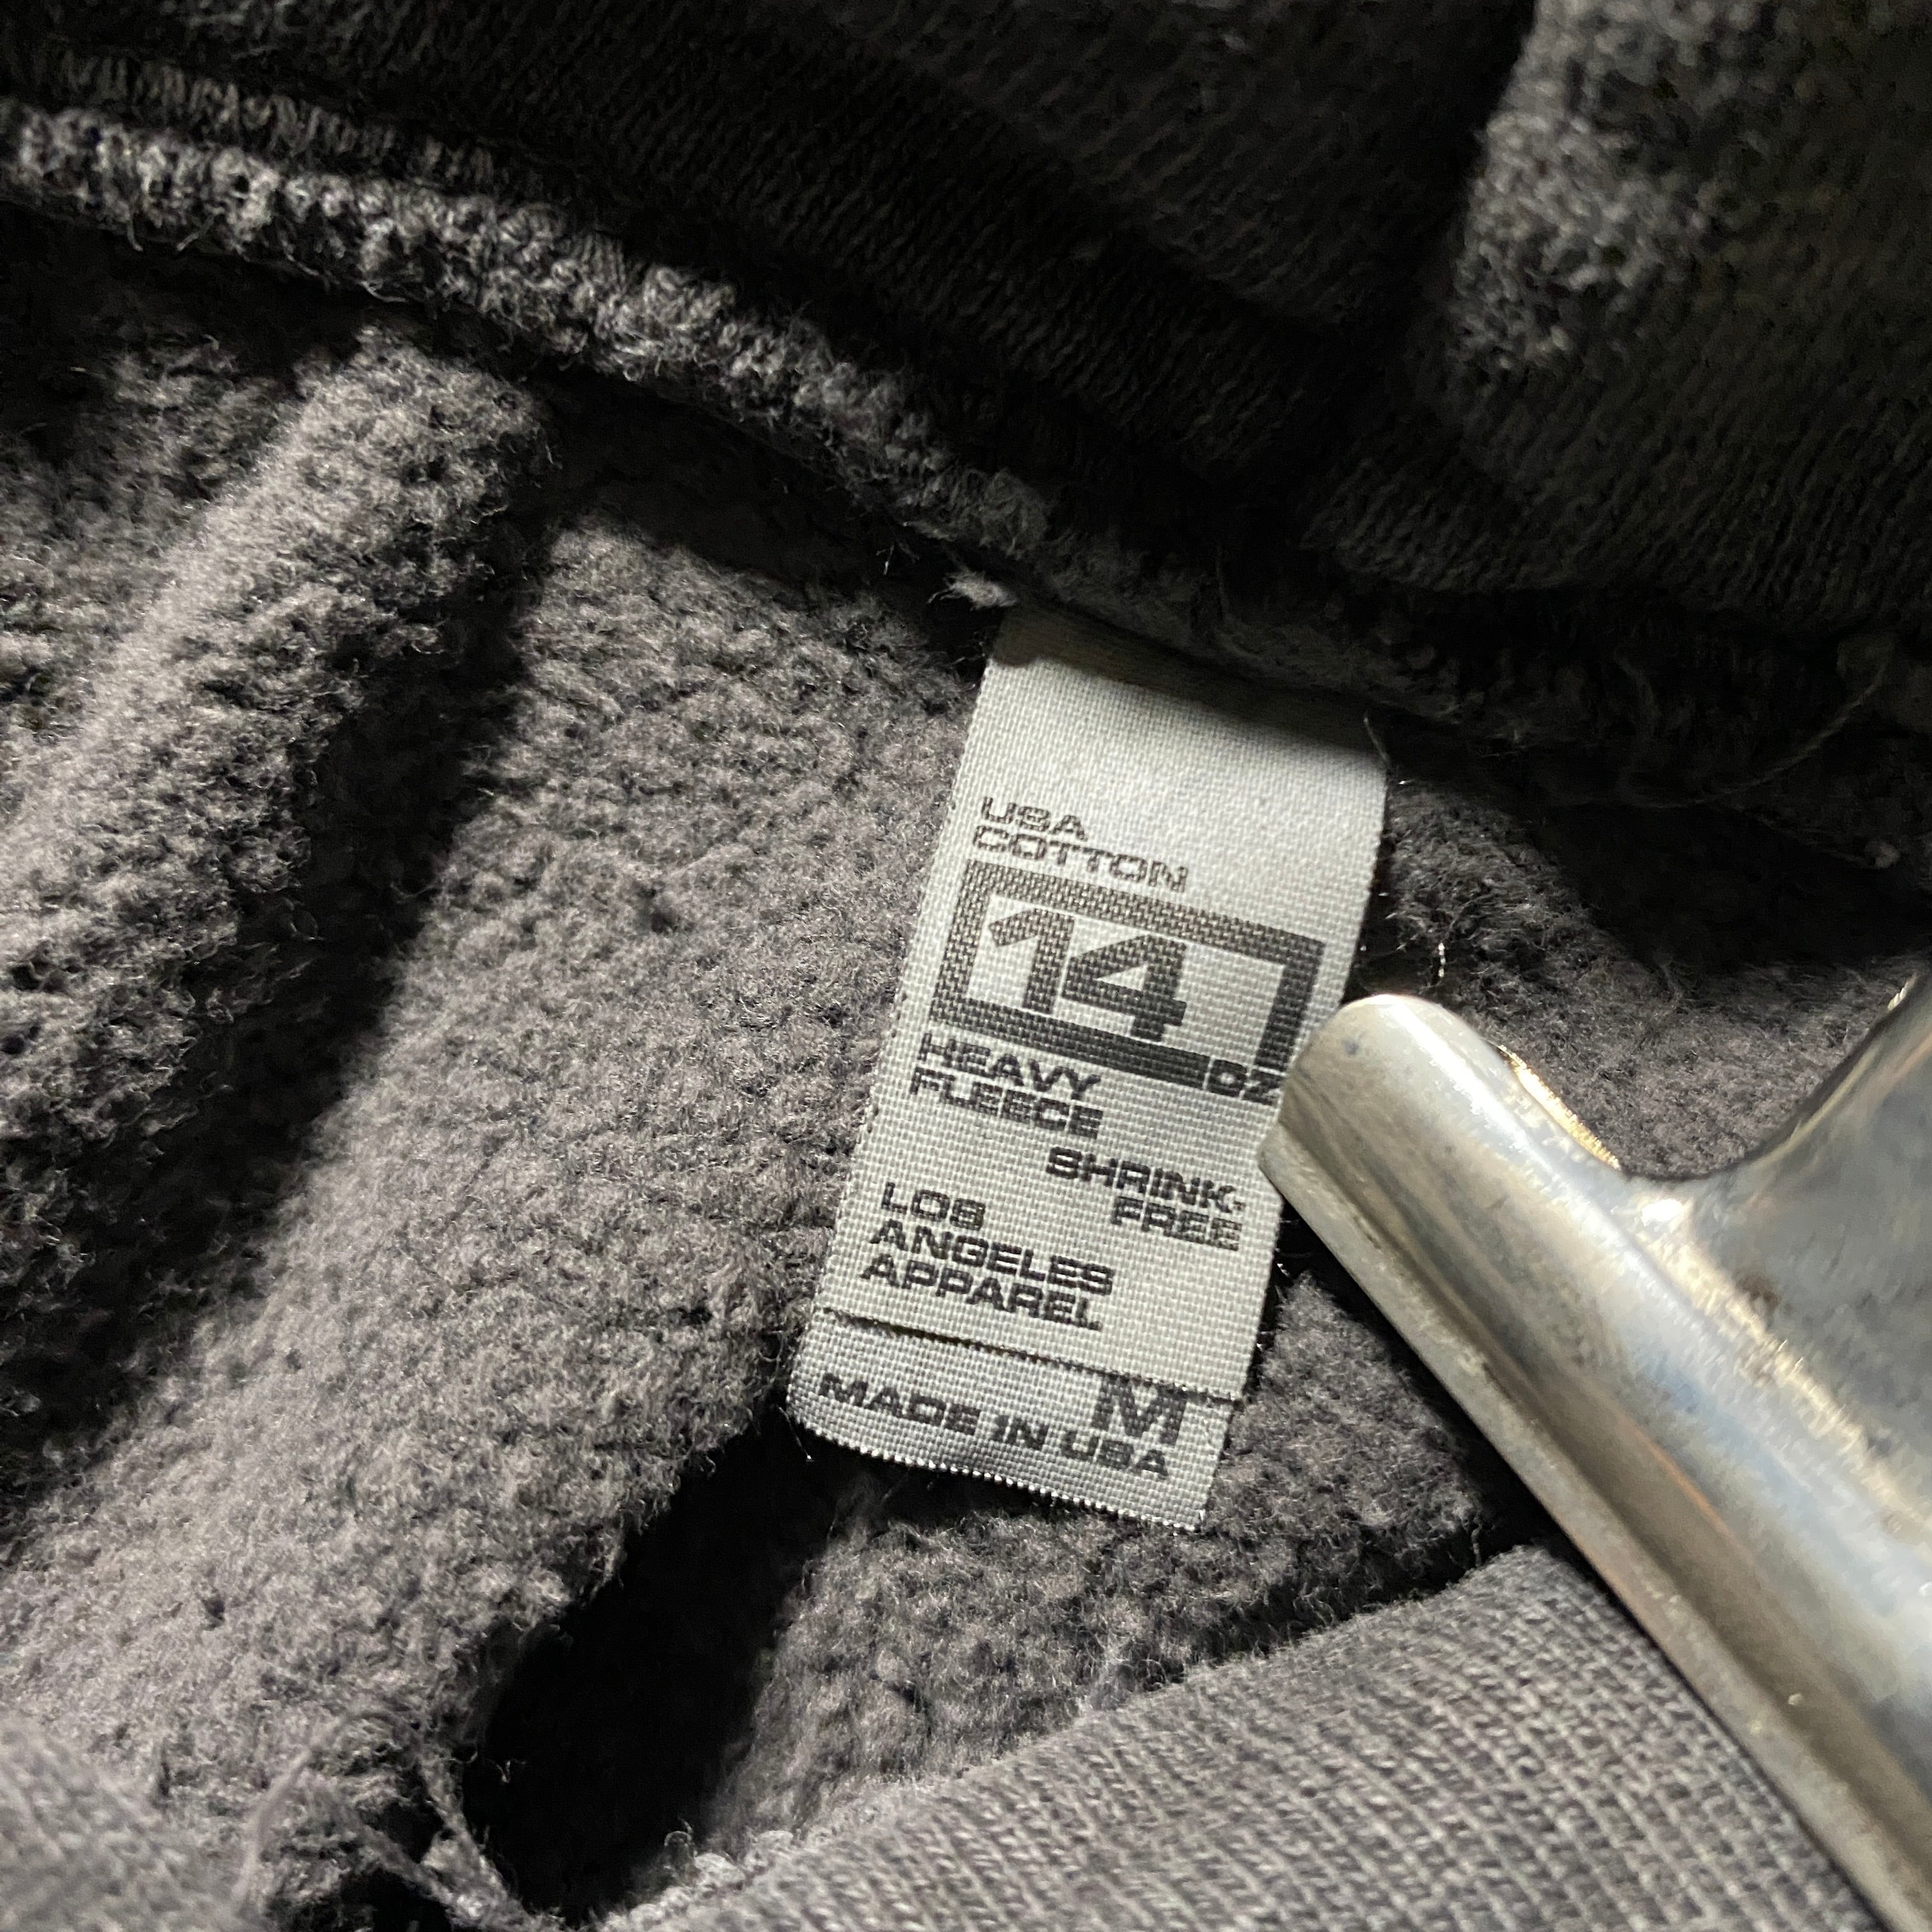 USA
COTTON
14
OZ
HEAVY
FLEECE
SHRINK-
FREE
LOS
ANGELES
APPAREL
M
MADE IN USA